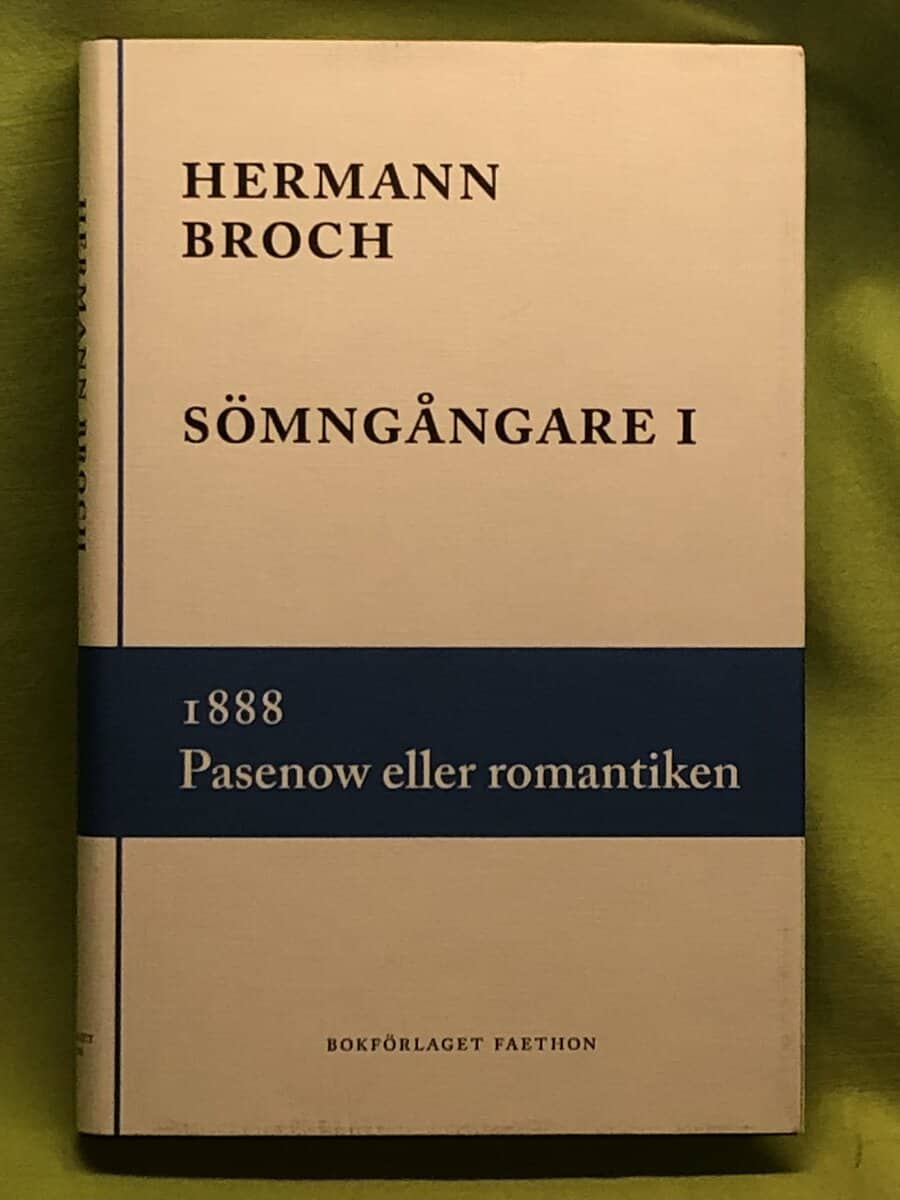 HERMANN
BROCH
SÖMNGÅNGARE I
1888
Pasenow eller romantiken
BOKFÖRLAGET FAETHON
HERMANN BROCH